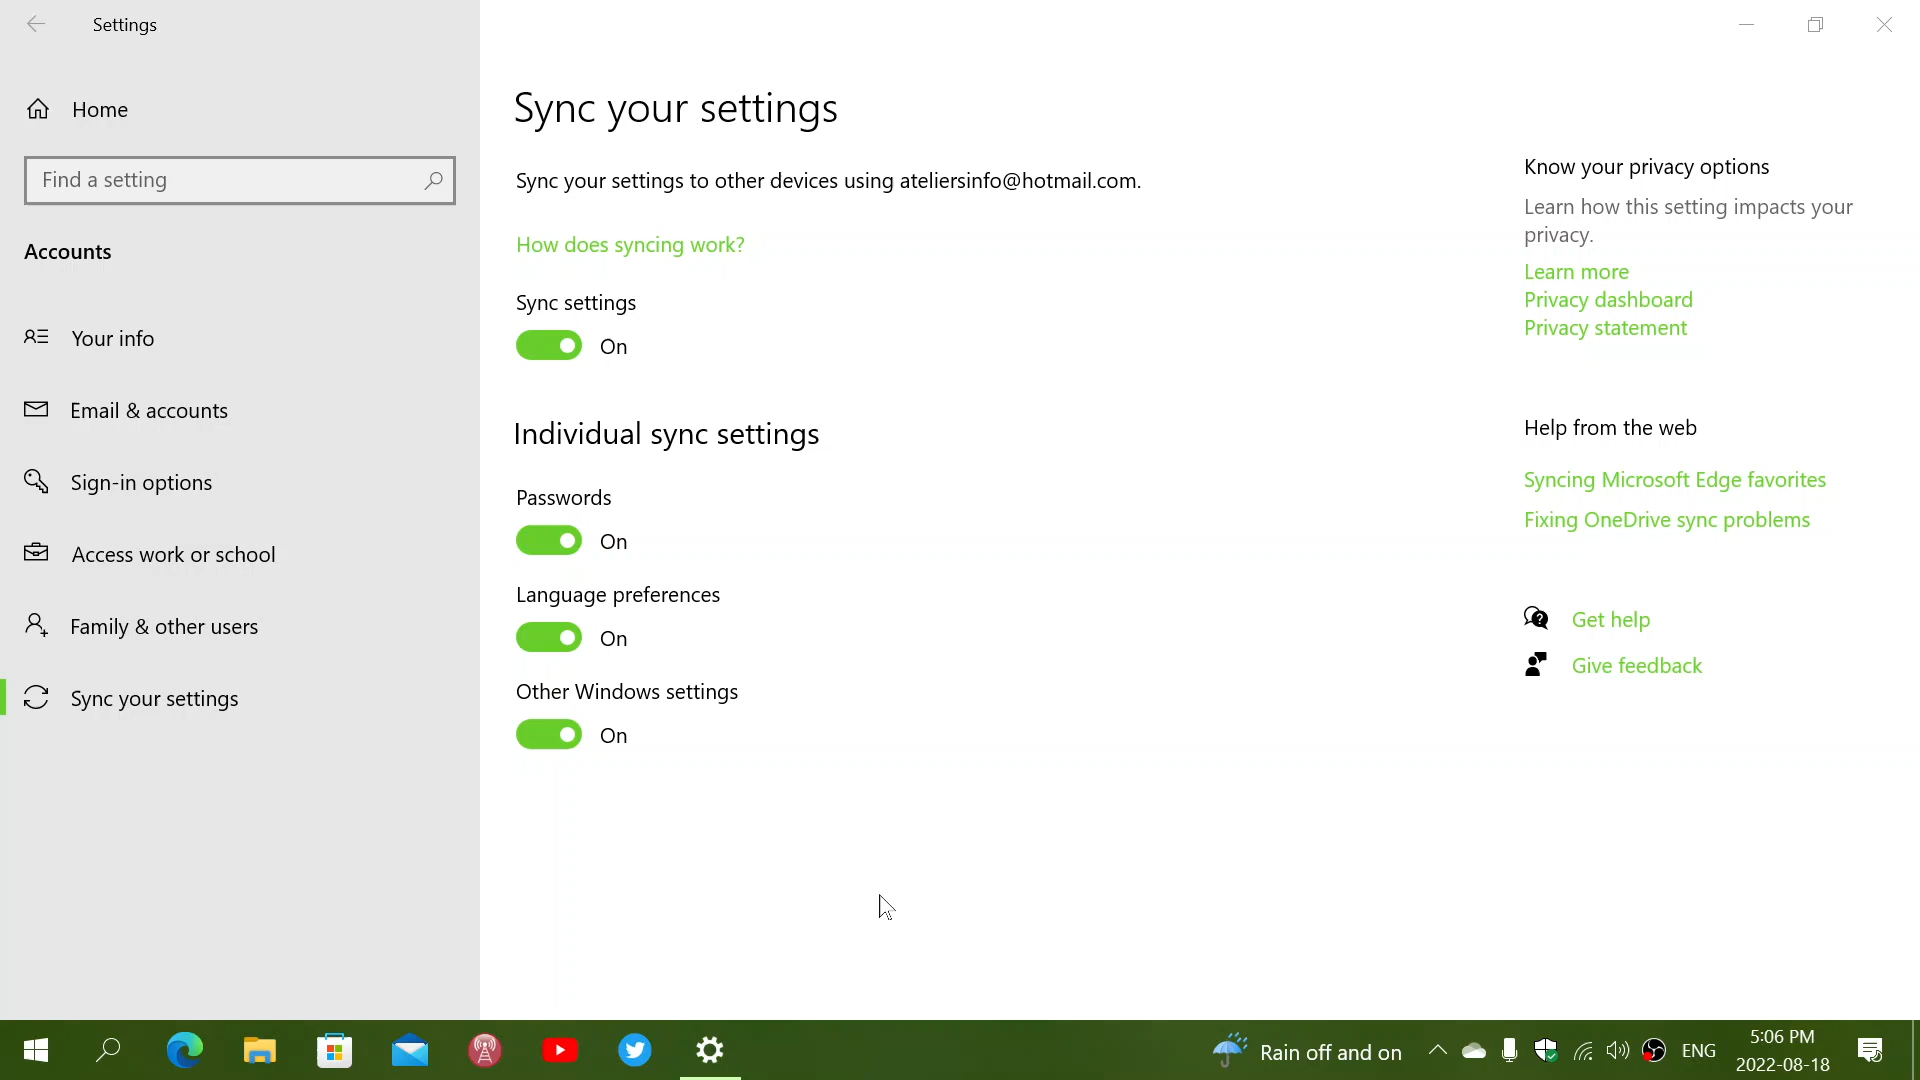 Settings
Home
Find a setting
Accounts
Your info
Email & accounts
Sign-in options
Access work or school
Family & other users
Sync your settings
Sync your settings
Sync your settings to other devices using ateliersinfo@hotmail.com.
How does syncing work?
Sync settings
On
Individual sync settings
Passwords
On
Language preferences
On
Other Windows settings
On
Know your privacy options
Learn how this setting impacts your
privacy.
Learn more
Privacy dashboard
Privacy statement
Help from the web
Syncing Microsoft Edge favorites
Fixing OneDrive sync problems
Get help
Give feedback
Rain off and on
ENG
5:06 PM
2022-08-18